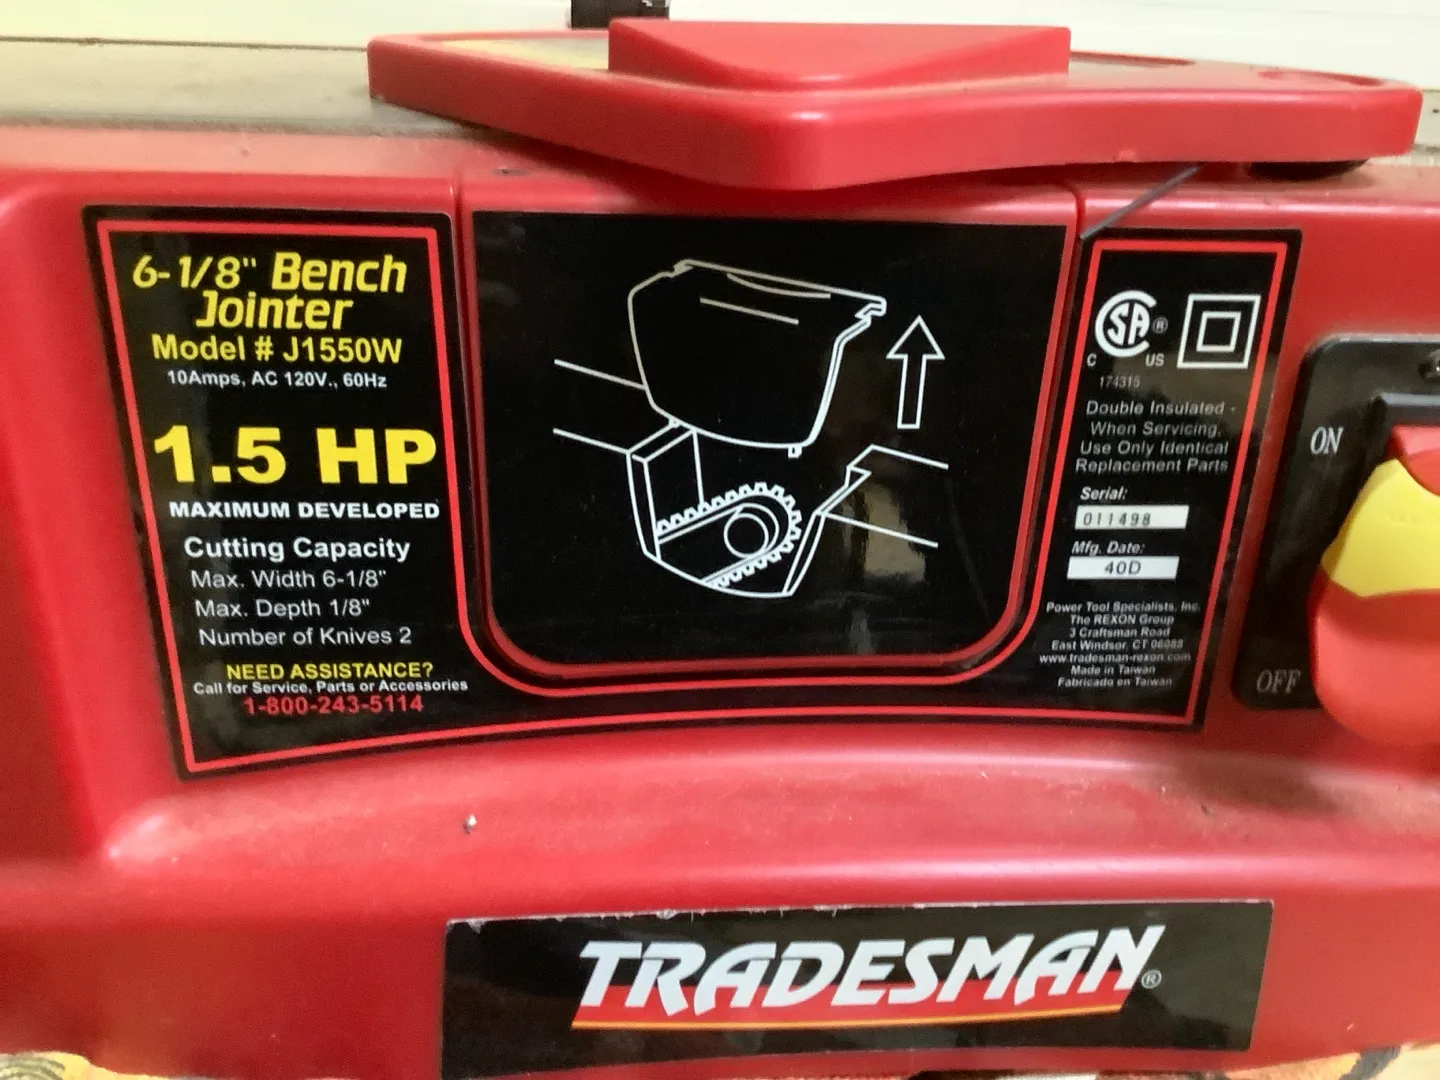 6-1/8" Bench
Jointer
Model # J1550W
10Amps, AC 120V., 60Hz
1.5 HP
MAXIMUM DEVELOPED
Cutting Capacity
Max. Width 6-1/8"
Max. Depth 1/8"
Number of Knives 2
NEED ASSISTANCE?
Call for Service, Parts or Accessories
1-800-243-5114
C SA ® US
174315
Double Insulated -
When Servicing,
Use Only Identical
Replacement Parts
Serial:
011498
Mfg. Date:
40D
Power Tool Specialists, Inc.
The REXON Group
3 Craftsman Road
East Windsor, CT 06088
www.tradesman-rexon.com
Made in Taiwan
Fabricado en Taiwan
ON
OFF
TRADESMAN®